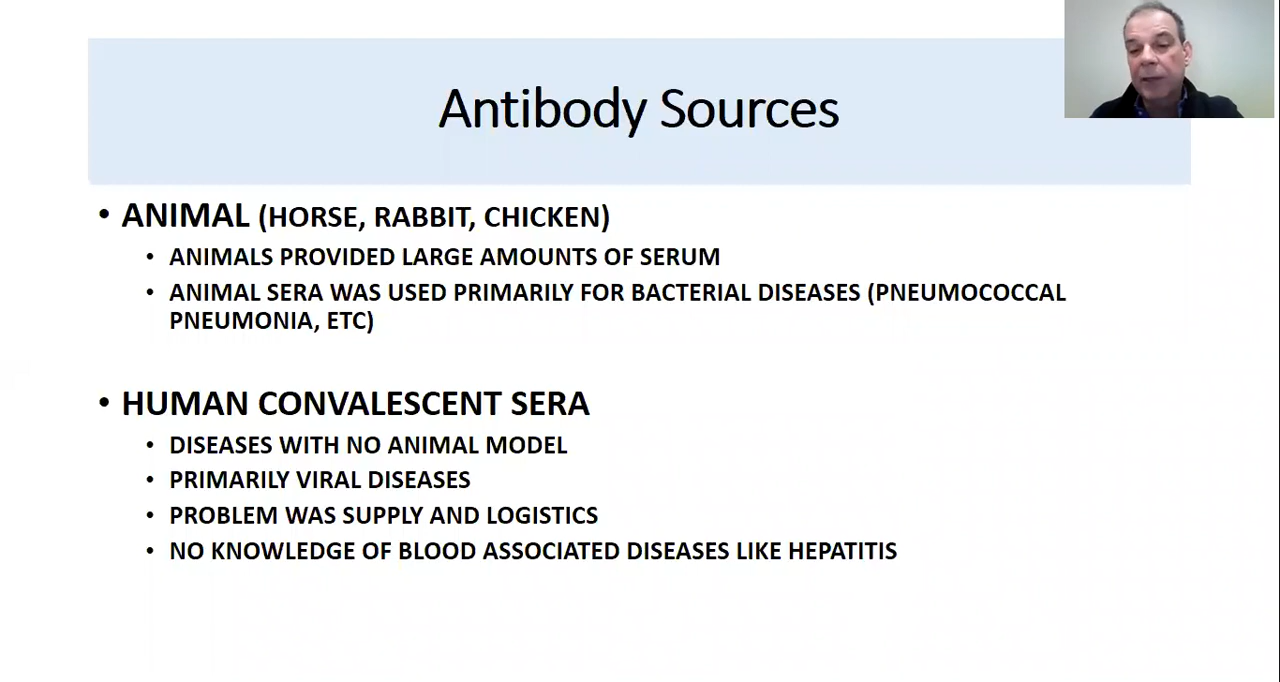 Antibody Sources
• ANIMAL (HORSE, RABBIT, CHICKEN)
• ANIMALS PROVIDED LARGE AMOUNTS OF SERUM
• ANIMAL SERA WAS USED PRIMARILY FOR BACTERIAL DISEASES (PNEUMOCOCCAL
PNEUMONIA, ETC)
• HUMAN CONVALESCENT SERA
• DISEASES WITH NO ANIMAL MODEL
• PRIMARILY VIRAL DISEASES
• PROBLEM WAS SUPPLY AND LOGISTICS
• NO KNOWLEDGE OF BLOOD ASSOCIATED DISEASES LIKE HEPATITIS